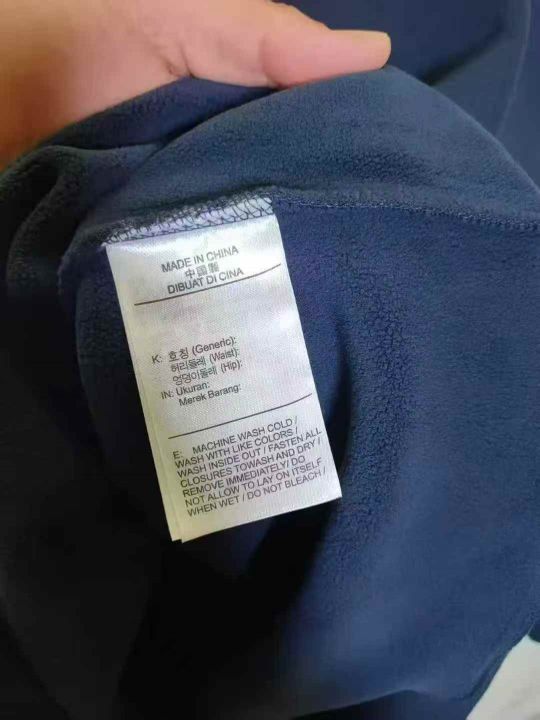 MADE IN CHINA
中國製
DIBUAT DI CINA
K: 호칭 (Generic):
허리둘레 (Waist):
엉덩이둘레 (Hip):
IN: Ukuran:
Merek Barang:
E: MACHINE WASH COLD /
WASH WITH LIKE COLORS /
WASH INSIDE OUT / FASTEN ALL
CLOSURES TOWASH AND DRY /
REMOVE IMMEDIATELY/ DO
NOT ALLOW TO LAY ON ITSELF
WHEN WET / DO NOT BLEACH /